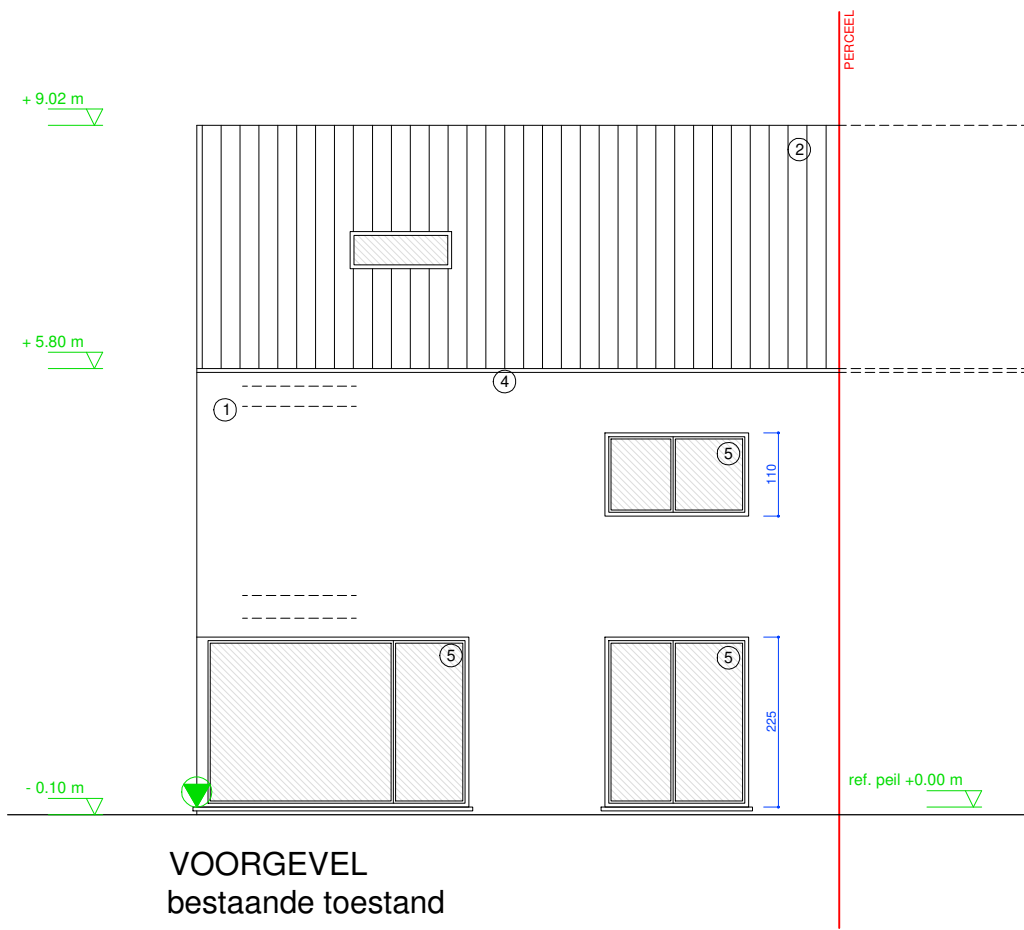 PERCEEL
+ 9.02 m
2
+ 5.80 m
4
1
5
110
5
5
225
- 0.10 m
ref. peil +0.00 m
VOORGEVEL
bestaande toestand